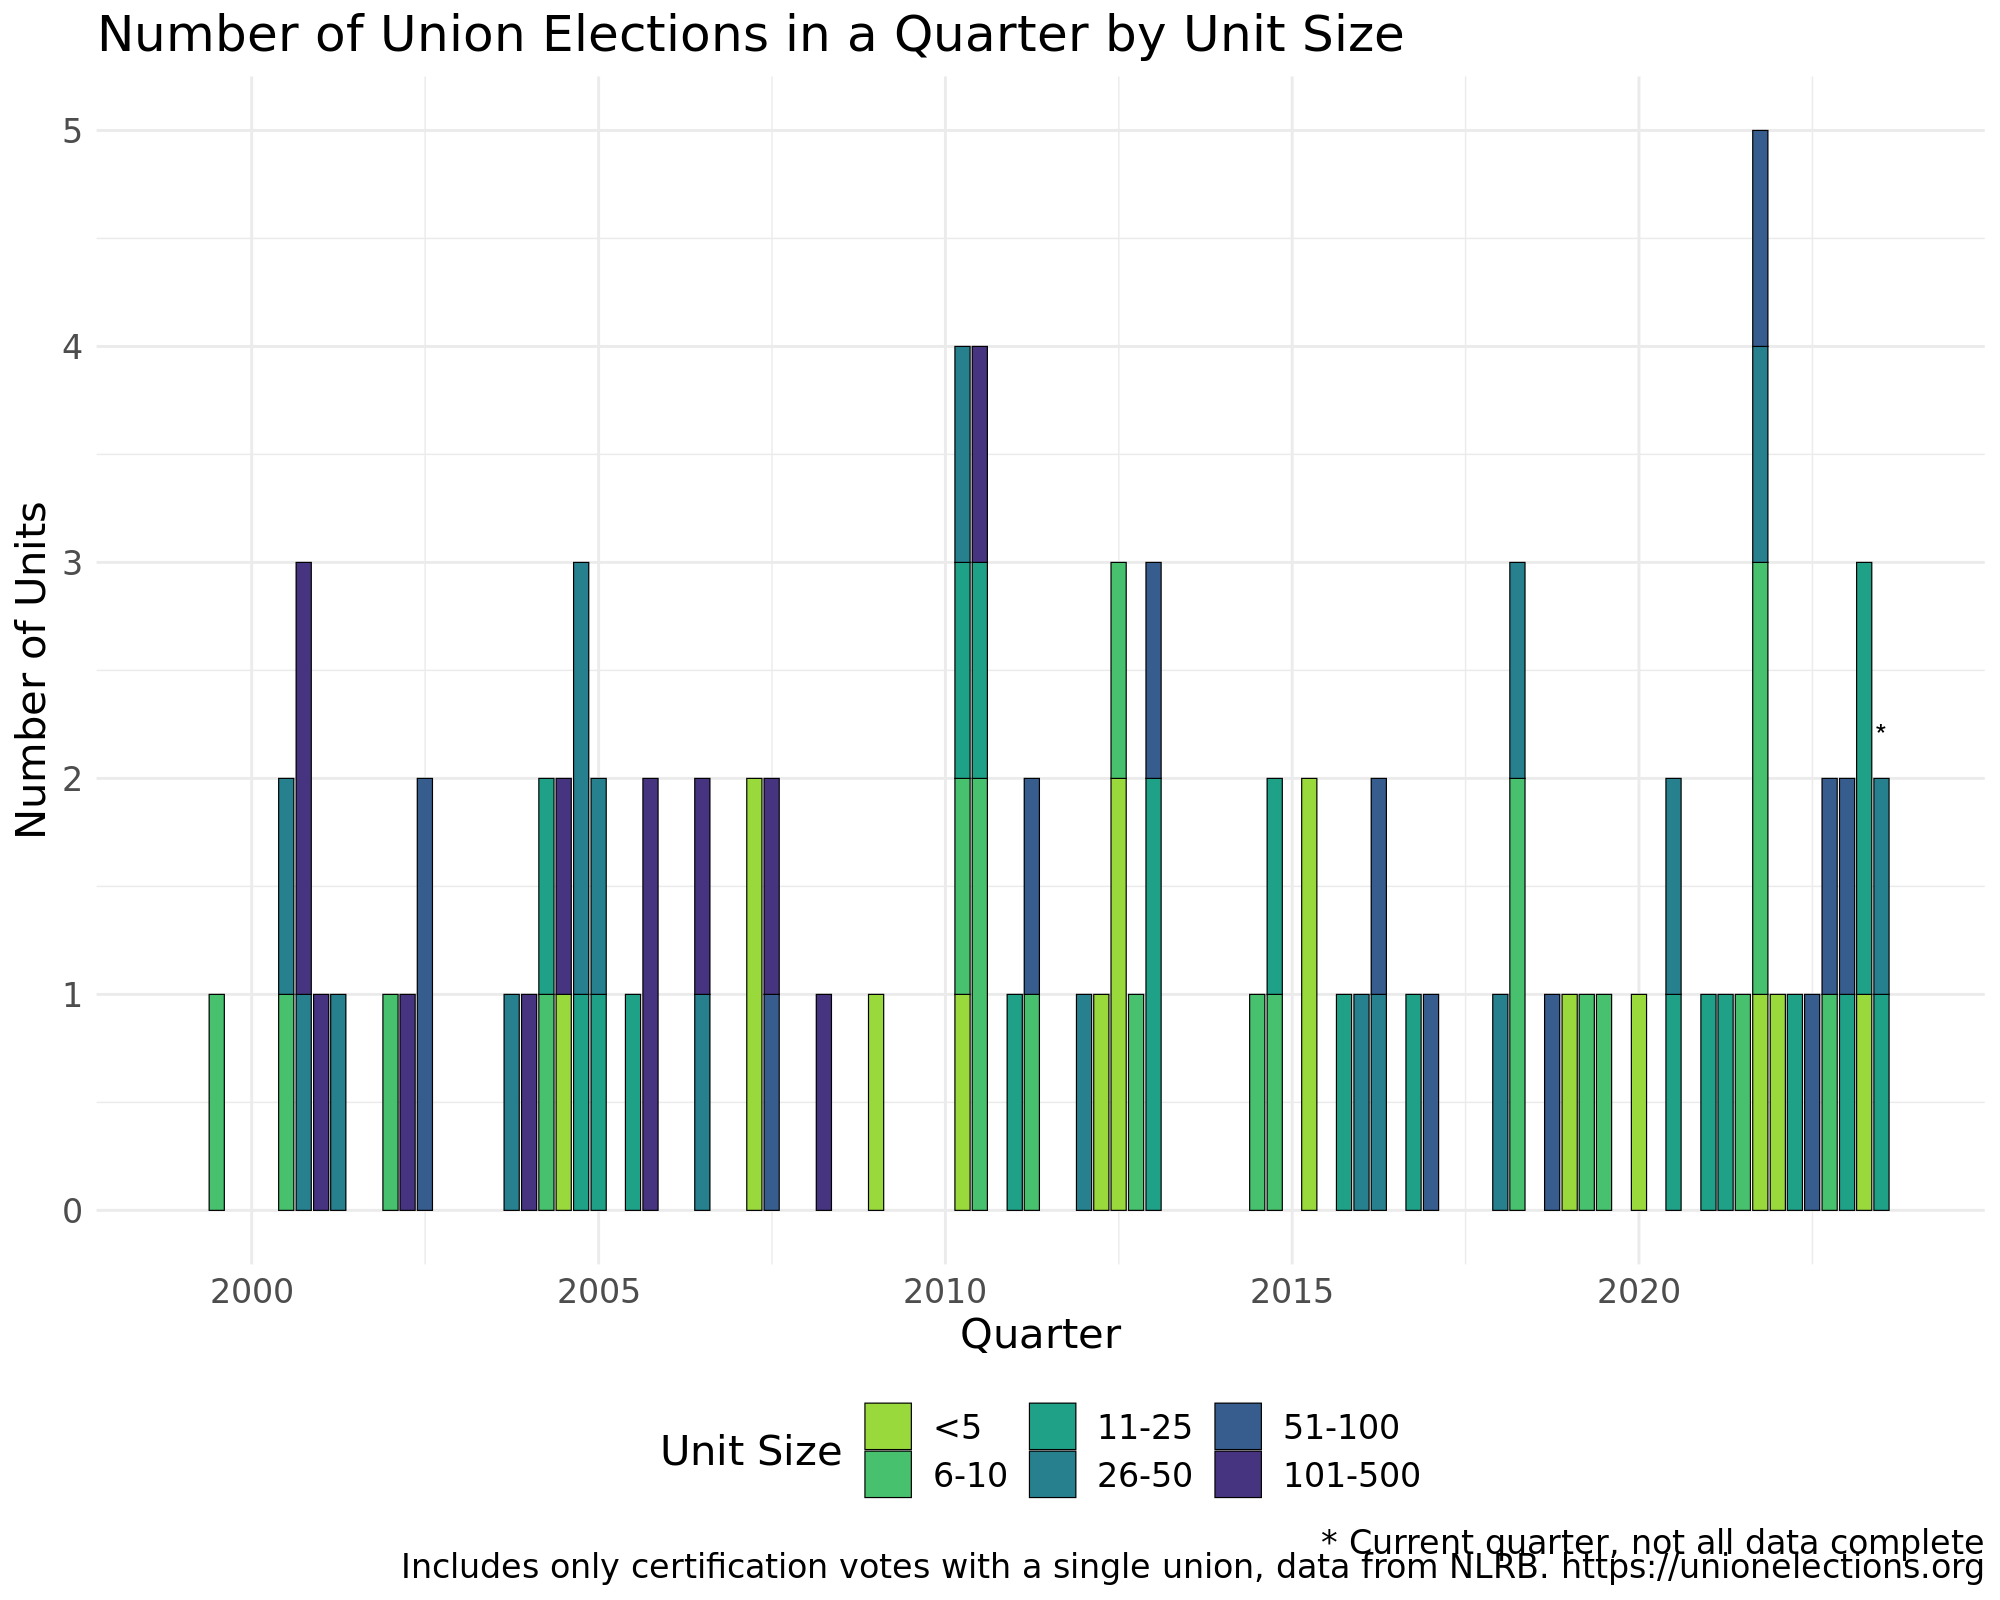 Number of Union Elections in a Quarter by Unit Size
Number of Units
5
4
3
2
1
0
*
2000 2005 2010 2015 2020
Quarter
Unit Size
<5 11-25 51-100
6-10 26-50 101-500
* Current quarter, not all data complete
Includes only certification votes with a single union, data from NLRB. https://unionelections.org